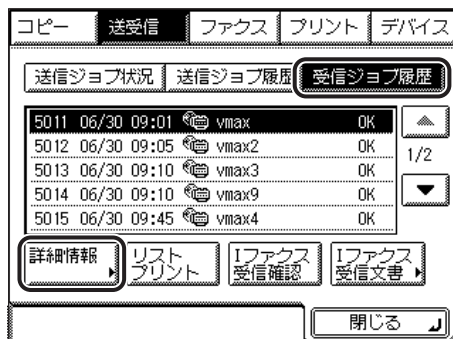 コピー 送受信 ファクス プリント デバイス
送信ジョブ状況 送信ジョブ履歴 受信ジョブ履歴
5011 06/30 09:01 vmax OK
5012 06/30 09:05 vmax2 OK
1/2
5013 06/30 09:10 vmax3 OK
5014 06/30 09:10 vmax9 OK
5015 06/30 09:45 vmax4 OK
詳細情報 リスト Iファクス Iファクス
プリント 受信確認 受信文書
閉じる